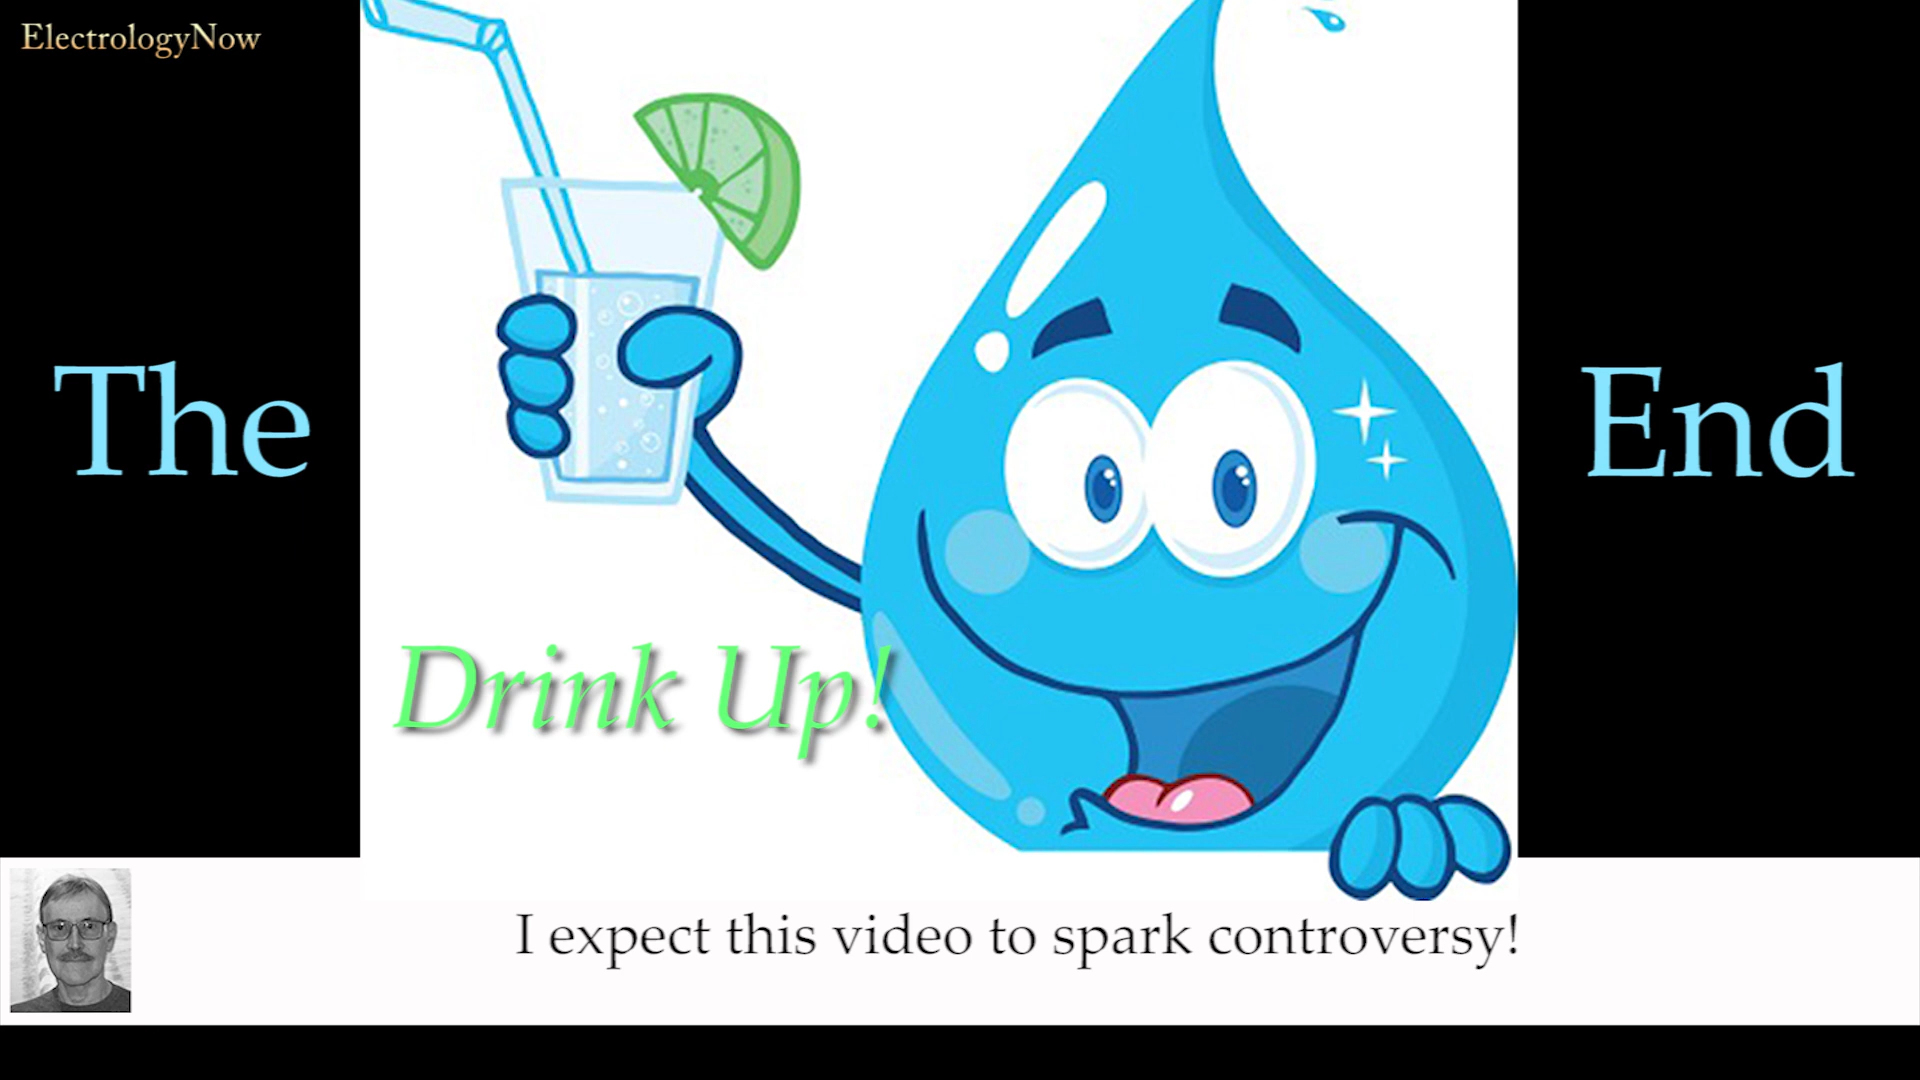 ElectrologyNow
The End
Drink Up!
I expect this video to spark controversy!